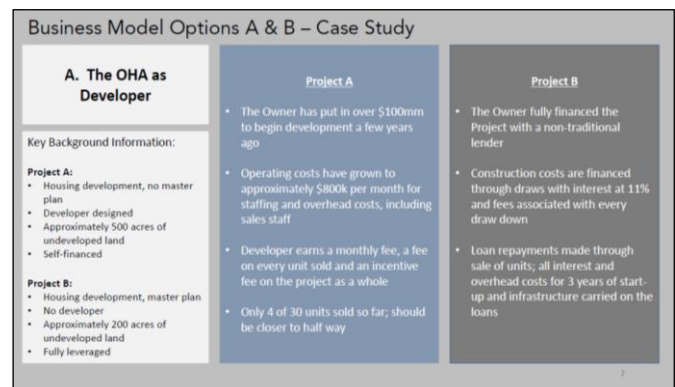 Business Model Options A & B – Case Study
A. The OHA as
Developer
Key Background Information:
Project A:
• Housing development, no master
plan
• Developer designed
• Approximately 500 acres of
undeveloped land
• Self-financed
Project B:
• Housing development, master plan
• No developer
• Approximately 200 acres of
undeveloped land
• Fully leveraged
Project A
• The Owner has put in over $100mm
to begin development a few years
ago
• Operating costs have grown to
approximately $800k per month for
staffing and overhead costs, including
sales staff
• Developer earns a monthly fee, a fee
on every unit sold and an incentive
fee on the project as a whole
• Only 4 of 30 units sold so far; should
be closer to half way
Project B
• The Owner fully financed the
Project with a non-traditional
lender
• Construction costs are financed
through draws with interest at 11%
and fees associated with every
draw down
• Loan repayments made through
sale of units; all interest and
overhead costs for 3 years of start-
up and infrastructure carried on the
loans
2